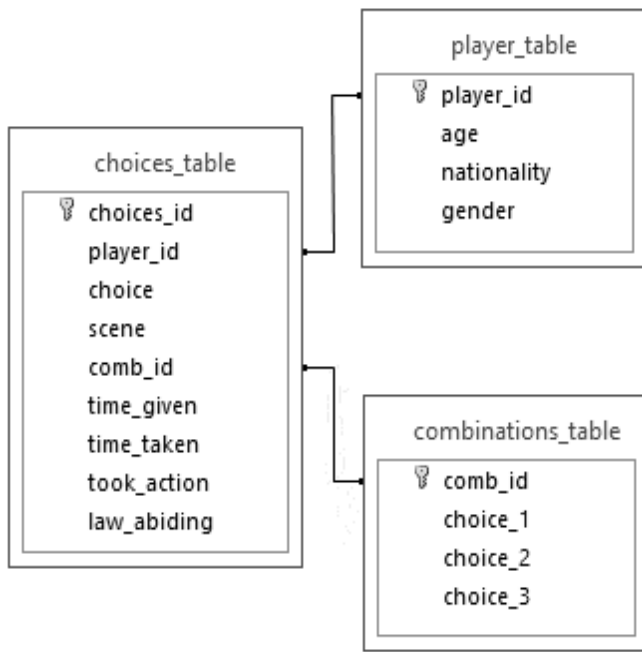 player_table
player_id
age
nationality
gender
choices_table
choices_id
player_id
choice
scene
comb_id
time_given
time_taken
took_action
law_abiding
combinations_table
comb_id
choice_1
choice_2
choice_3